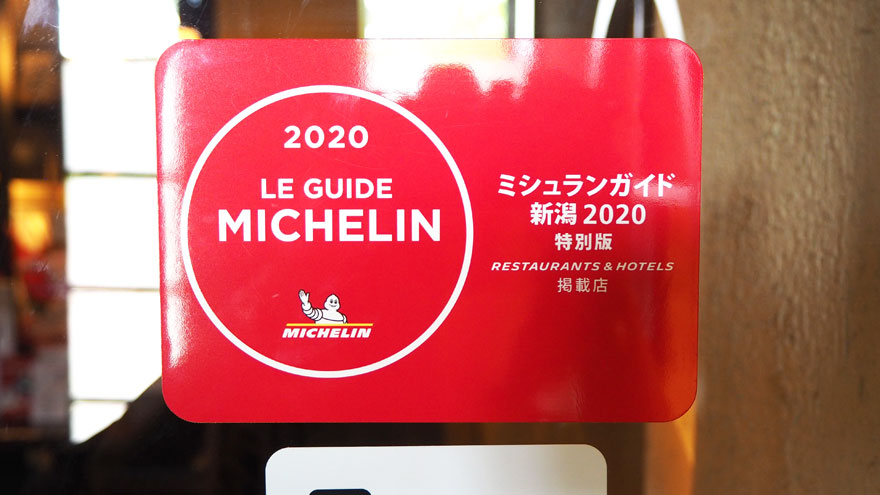 2020
LE GUIDE
MICHELIN
MICHELIN
ミシュランガイド
新潟 2020
特別版
RESTAURANTS & HOTELS
掲載店